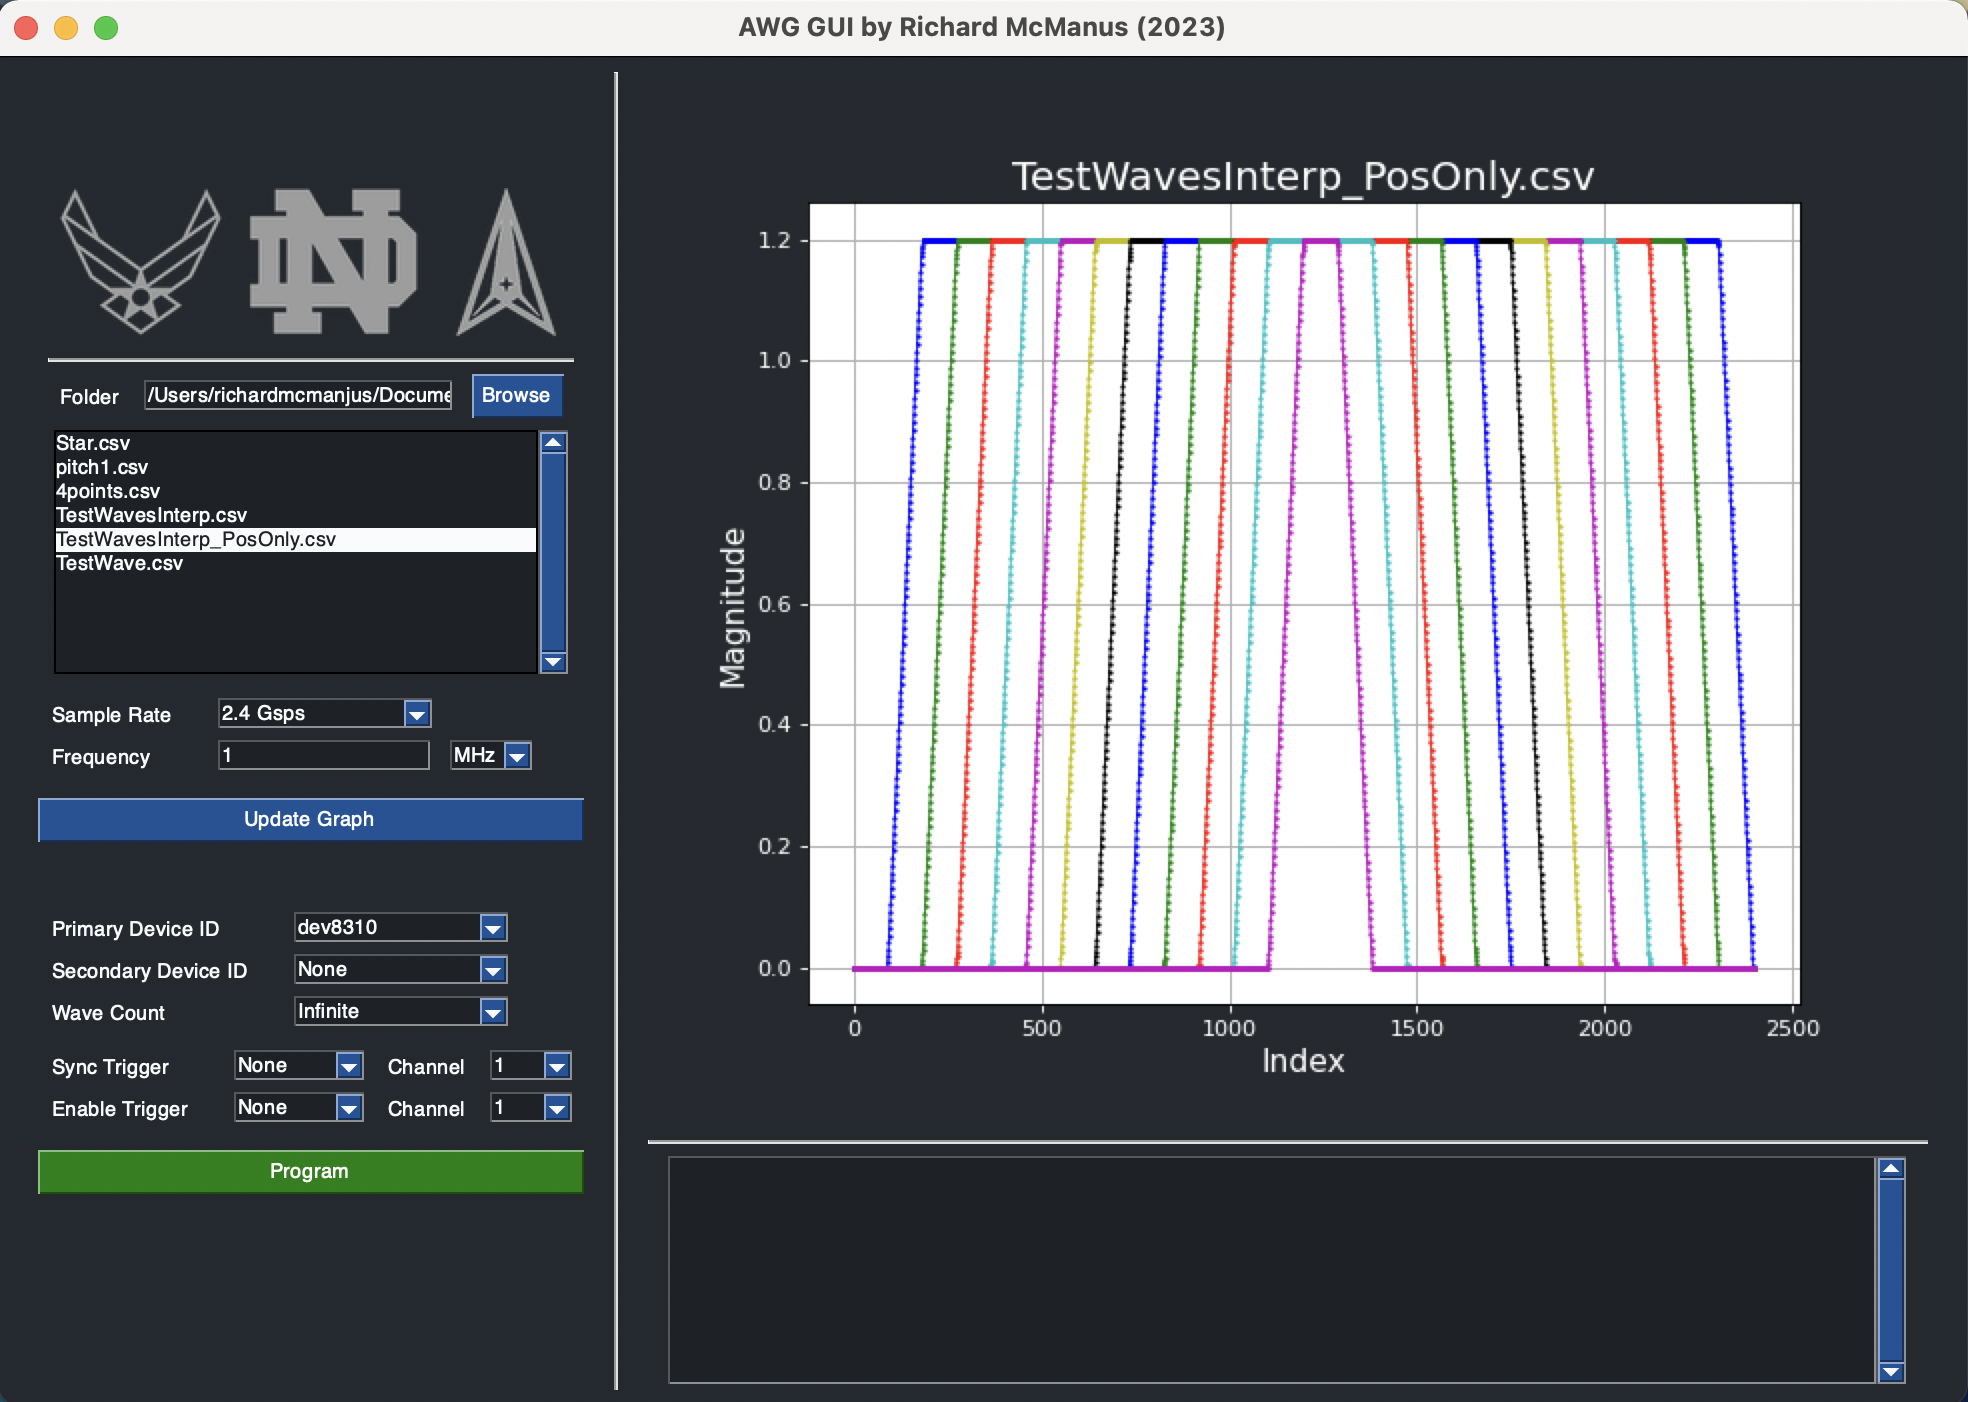 AWG GUI by Richard McManus (2023)
ND
Folder /Users/richardmcmanjus/Docume Browse
Star.csv
pitch1.csv
4points.csv
TestWavesInterp.csv
TestWavesInterp_PosOnly.csv
TestWave.csv
Sample Rate 2.4 Gsps
Frequency 1 MHz
Update Graph
Primary Device ID dev8310
Secondary Device ID None
Wave Count Infinite
Sync Trigger None Channel 1
Enable Trigger None Channel 1
Program
TestWavesInterp_PosOnly.csv
Magnitude
1.2
1.0
0.8
0.6
0.4
0.2
0.0
0 500 1000 1500 2000 2500
Index